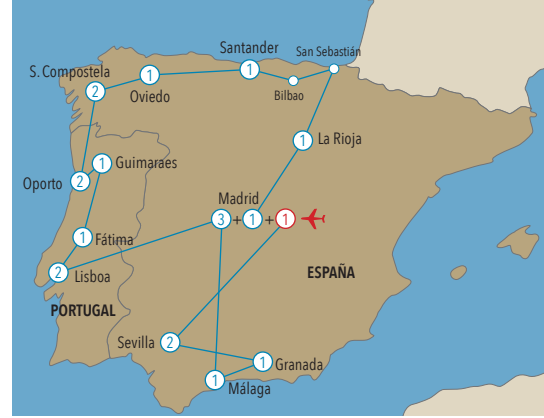 Santander
San Sebastián
S. Compostela
1
1
2
Oviedo
Bilbao
1
La Rioja
1
Guimaraes
Oporto
2
Madrid
3+1+1
1
Fátima
2
Lisboa
ESPAÑA
PORTUGAL
Sevilla
2
1
Granada
1
Málaga